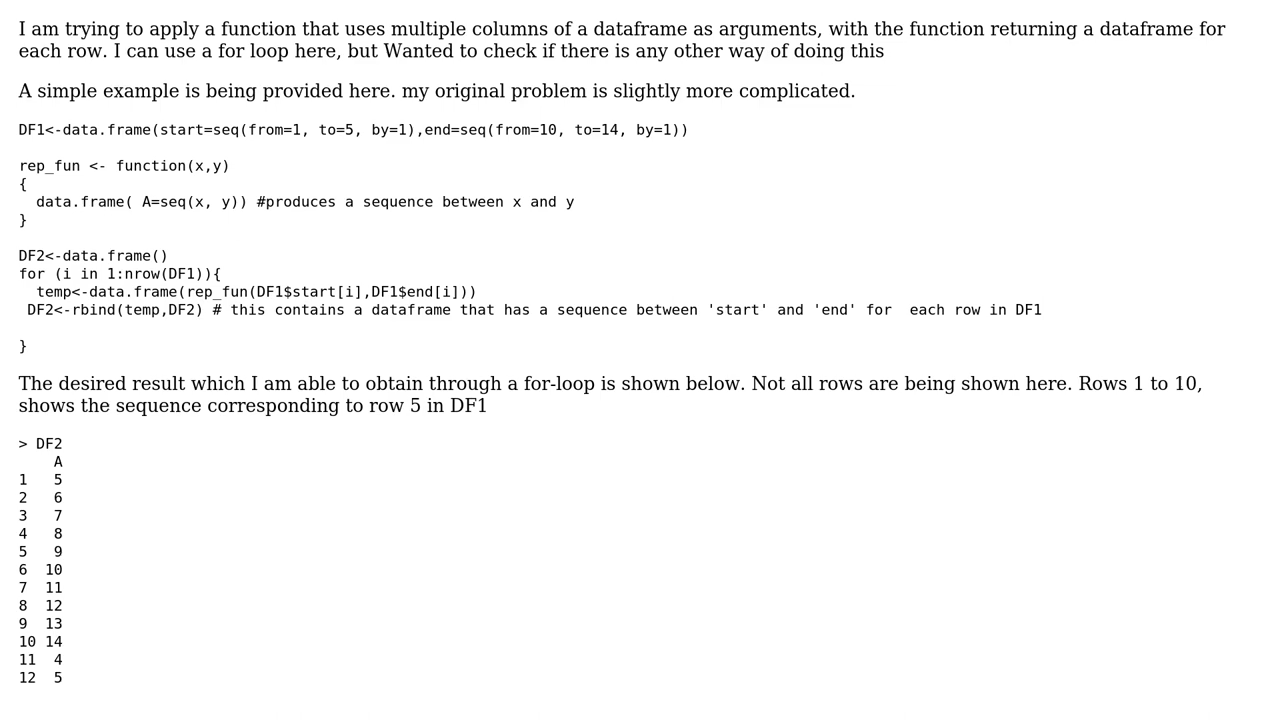 I am trying to apply a function that uses multiple columns of a dataframe as arguments, with the function returning a dataframe for
each row. I can use a for loop here, but Wanted to check if there is any other way of doing this
A simple example is being provided here. my original problem is slightly more complicated.
DF1<-data.frame(start=seq(from=1, to=5, by=1),end=seq(from=10, to=14, by=1))
rep_fun <- function(x,y)
{
  data.frame( A=seq(x, y)) #produces a sequence between x and y
}
DF2<-data.frame()
for (i in 1:nrow(DF1)){
  temp<-data.frame(rep_fun(DF1$start[i],DF1$end[i]))
 DF2<-rbind(temp,DF2) # this contains a dataframe that has a sequence between 'start' and 'end' for  each row in DF1
}
The desired result which I am able to obtain through a for-loop is shown below. Not all rows are being shown here. Rows 1 to 10,
shows the sequence corresponding to row 5 in DF1
> DF2
    A
1   5
2   6
3   7
4   8
5   9
6  10
7  11
8  12
9  13
10 14
11  4
12  5